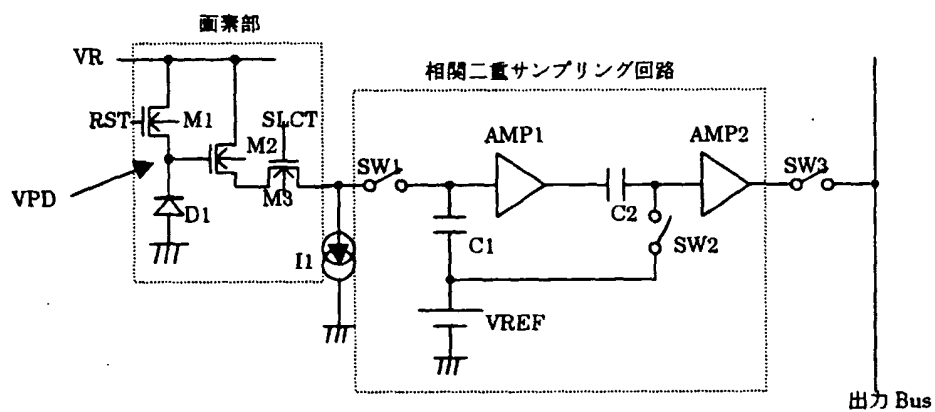 画素部
VR
相関二重サンプリング回路
RST
M1
SLCT
AMP1
AMP2
M2
SW1
SW3
VPD
M3
D1
C2
C1
SW2
I1
VREF
出力 Bus